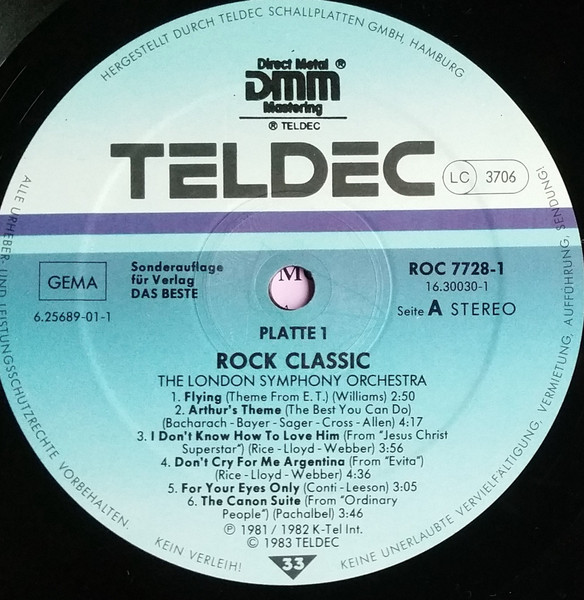 HERGESTELLT DURCH TELDEC SCHALLPLATTEN GMBH, HAMBURG
Direct Metal ®
DMM
Mastering
® TELDEC
TELDEC
LC 3706
GEMA
Sonderauflage
für Verlag
DAS BESTE
6.25689-01-1
ROC 7728-1
16.30030-1
Seite A STEREO
PLATTE 1
ROCK CLASSIC
THE LONDON SYMPHONY ORCHESTRA
1. Flying (Theme From E.T.) (Williams) 2:50
2. Arthur's Theme (The Best You Can Do)
(Bacharach - Bayer - Sager - Cross - Allen) 4:17
3. I Don't Know How To Love Him (From "Jesus Christ
Superstar") (Rice - Lloyd - Webber) 3:56
4. Don't Cry For Me Argentina (From "Evita")
(Rice - Lloyd - Webber) 4:36
5. For Your Eyes Only (Conti - Leeson) 3:05
6. The Canon Suite (From "Ordinary
People") (Pachalbel) 3:46
℗ 1981 / 1982 K-Tel Int.
© 1983 TELDEC
33
ALLE URHEBER- UND LEISTUNGSSCHUTZRECHTE VORBEHALTEN.
KEIN VERLEIH!
KEINE UNERLAUBTE VERVIELFÄLTIGUNG, VERMIETUNG, AUFFÜHRUNG, SENDUNG!